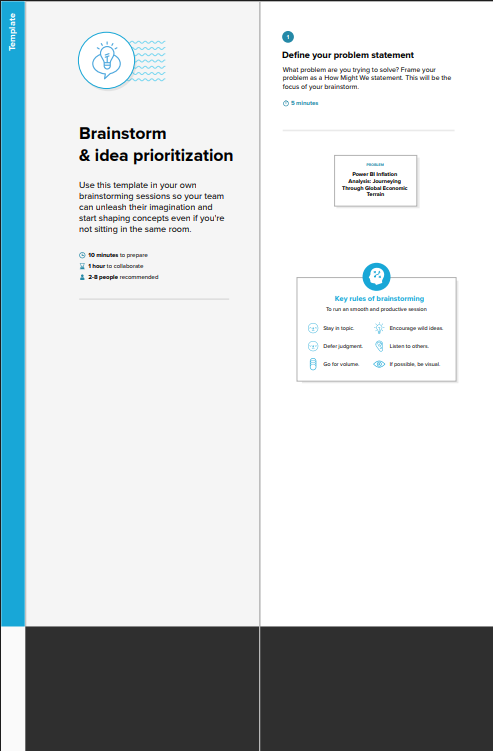 Template
Brainstorm
& idea prioritization
Use this template in your own
brainstorming sessions so your team
can unleash their imagination and
start shaping concepts even if you're
not sitting in the same room.
10 minutes to prepare
1 hour to collaborate
2-8 people recommended
1
Define your problem statement
What problem are you trying to solve? Frame your
problem as a How Might We statement. This will be the
focus of your brainstorm.
5 minutes
PROBLEM
Power BI Inflation
Analysis: Journeying
Through Global Economic
Terrain
Key rules of brainstorming
To run an smooth and productive session
Stay in topic.
Encourage wild ideas.
Defer judgment.
Listen to others.
Go for volume.
If possible, be visual.